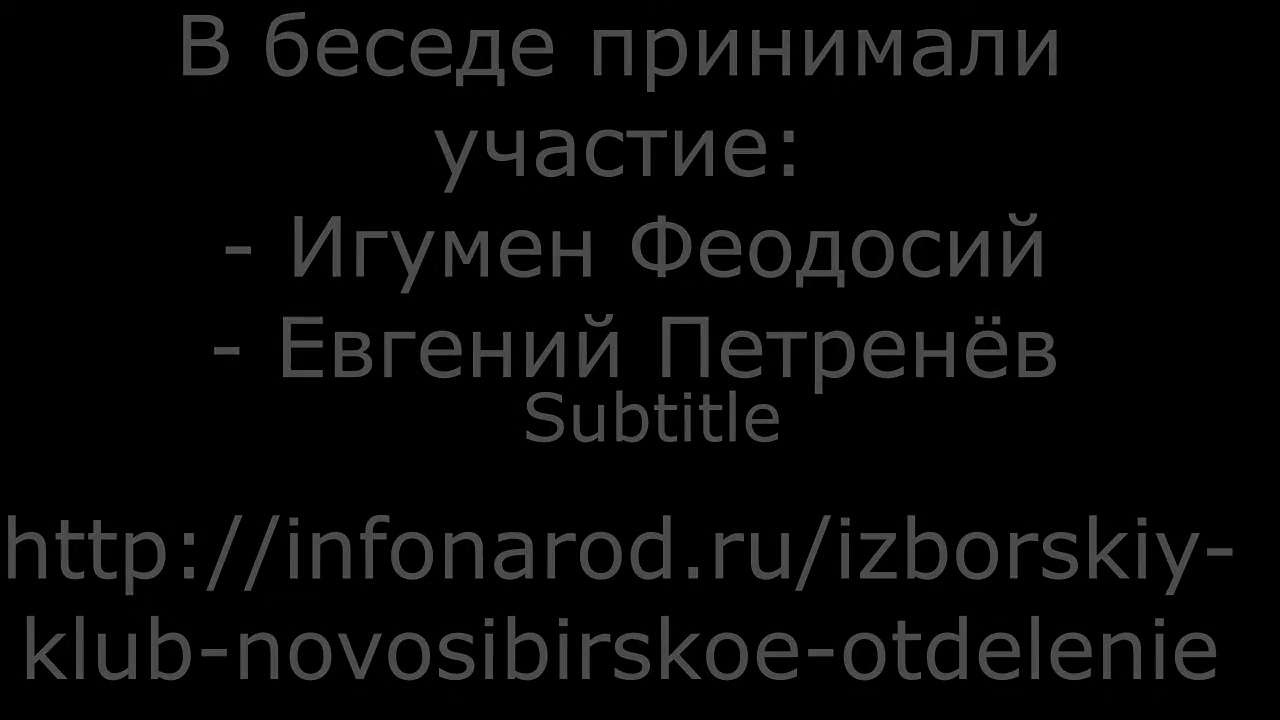 В беседе принимали
участие:
- Игумен Феодосий
- Евгений Петренёв
Subtitle
http://infonarod.ru/izborskiy-
klub-novosibirskoe-otdelenie